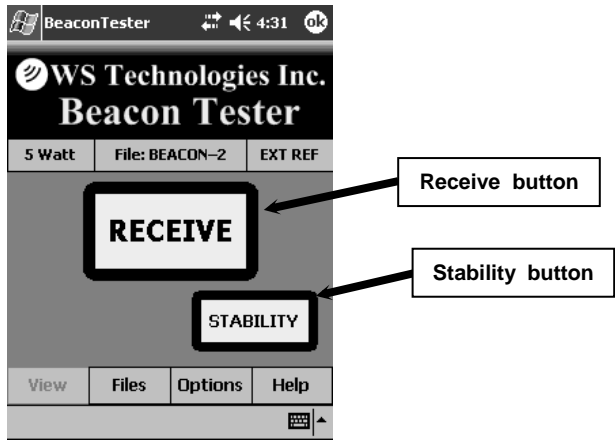 BeaconTester 4:31 ok
WS Technologies Inc.
Beacon Tester
5 Watt File: BEACON-2 EXT REF
Receive button
RECEIVE
Stability button
STABILITY
View Files Options Help